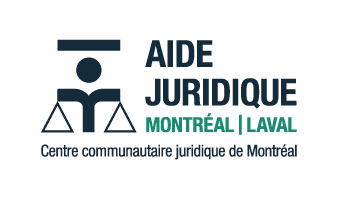 AIDE
JURIDIQUE
MONTRÉAL | LAVAL
Centre communautaire juridique de Montréal